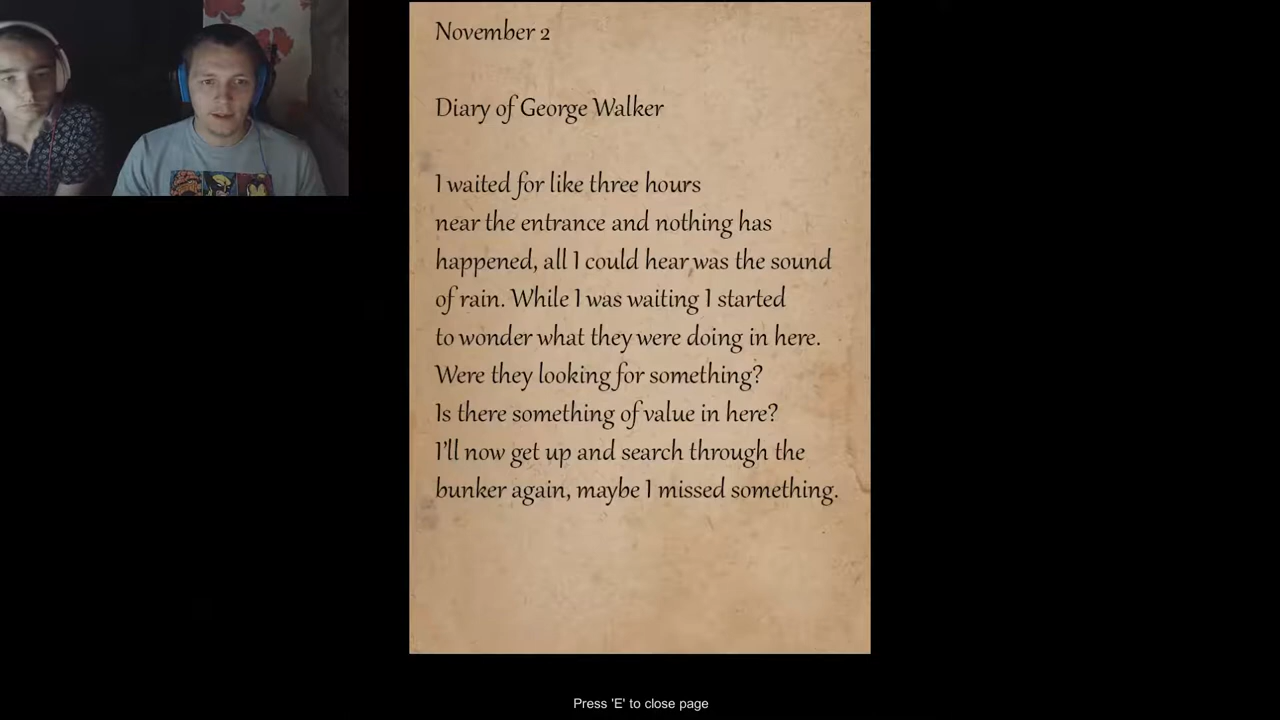 November 2
Diary of George Walker
I waited for like three hours
near the entrance and nothing has
happened, all I could hear was the sound
of rain. While I was waiting I started
to wonder what they were doing in here.
Were they looking for something?
Is there something of value in here?
I'll now get up and search through the
bunker again, maybe I missed something.
Press 'E' to close page